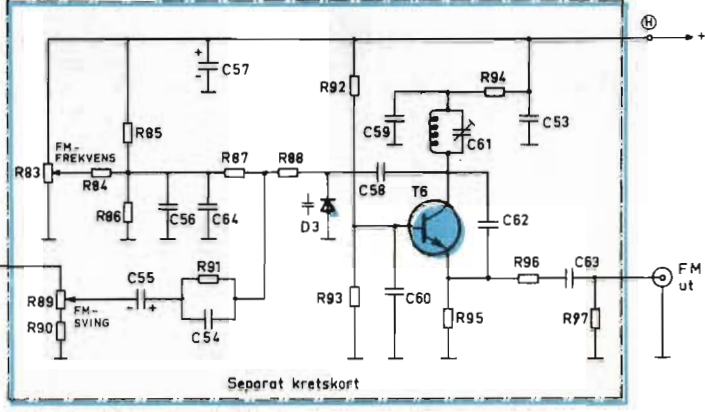 H
+
+
-
C57
R92
R94
C59
C61
C53
R85
FM-
FREKVENS
R83
R84
R87
R88
C58
T6
R86
C56
C64
D3
C62
R91
C55
R96
C63
FM
ut
R89
-
+
FM-
SVING
R90
C54
R93
C60
R95
R97
Separat kretskort